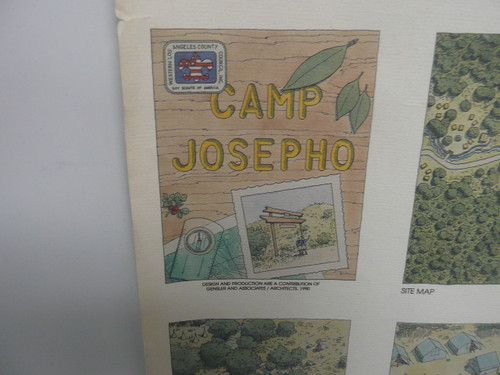 WESTERN LOS ANGELES COUNTY COUNCIL, INC.
BOY SCOUTS OF AMERICA
CAMP
JOSEPHO
DESIGN AND PRODUCTION ARE A CONTRIBUTION OF
GENSLER AND ASSOCIATES / ARCHITECTS, 1990
SITE MAP